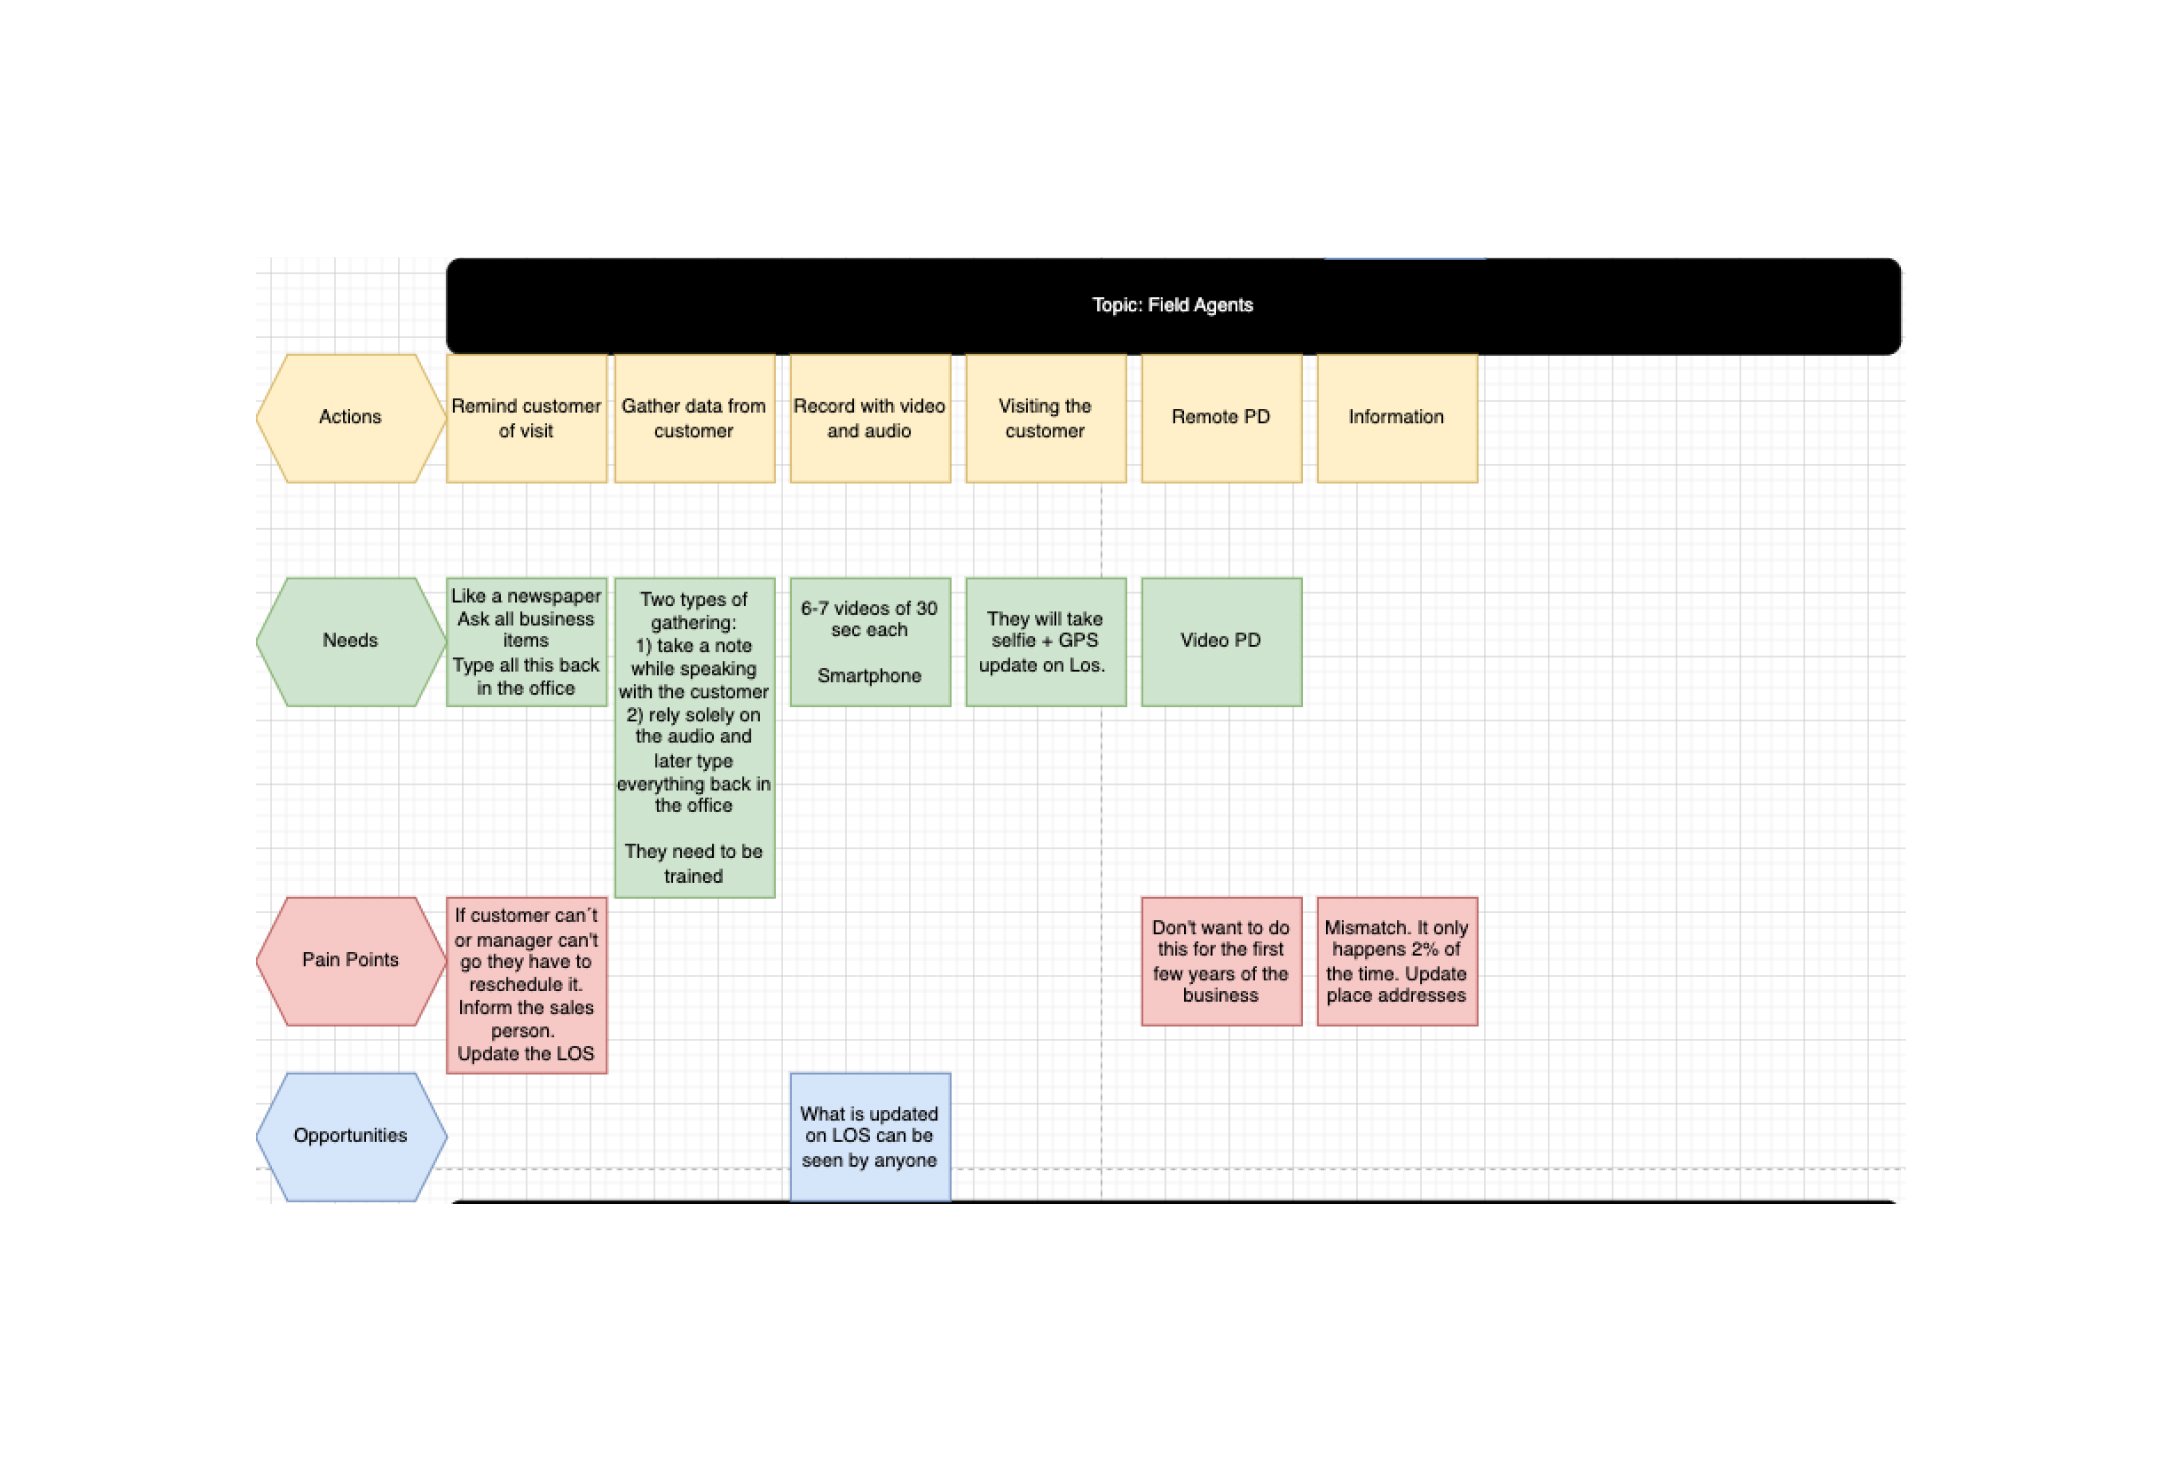 Topic: Field Agents
Actions
Remind customer
of visit
Gather data from
customer
Record with video
and audio
Visiting the
customer
Remote PD
Information
Needs
Like a newspaper
Ask all business
items
Type all this back
in the office
Two types of
gathering:
1) take a note
while speaking
with the customer
2) rely solely on
the audio and
later type
everything back in
the office
They need to be
trained
6-7 videos of 30
sec each
Smartphone
They will take
selfie + GPS
update on Los.
Video PD
Pain Points
If customer can´t
or manager can't
go they have to
reschedule it.
Inform the sales
person.
Update the LOS
Don't want to do
this for the first
few years of the
business
Mismatch. It only
happens 2% of
the time. Update
place addresses
Opportunities
What is updated
on LOS can be
seen by anyone